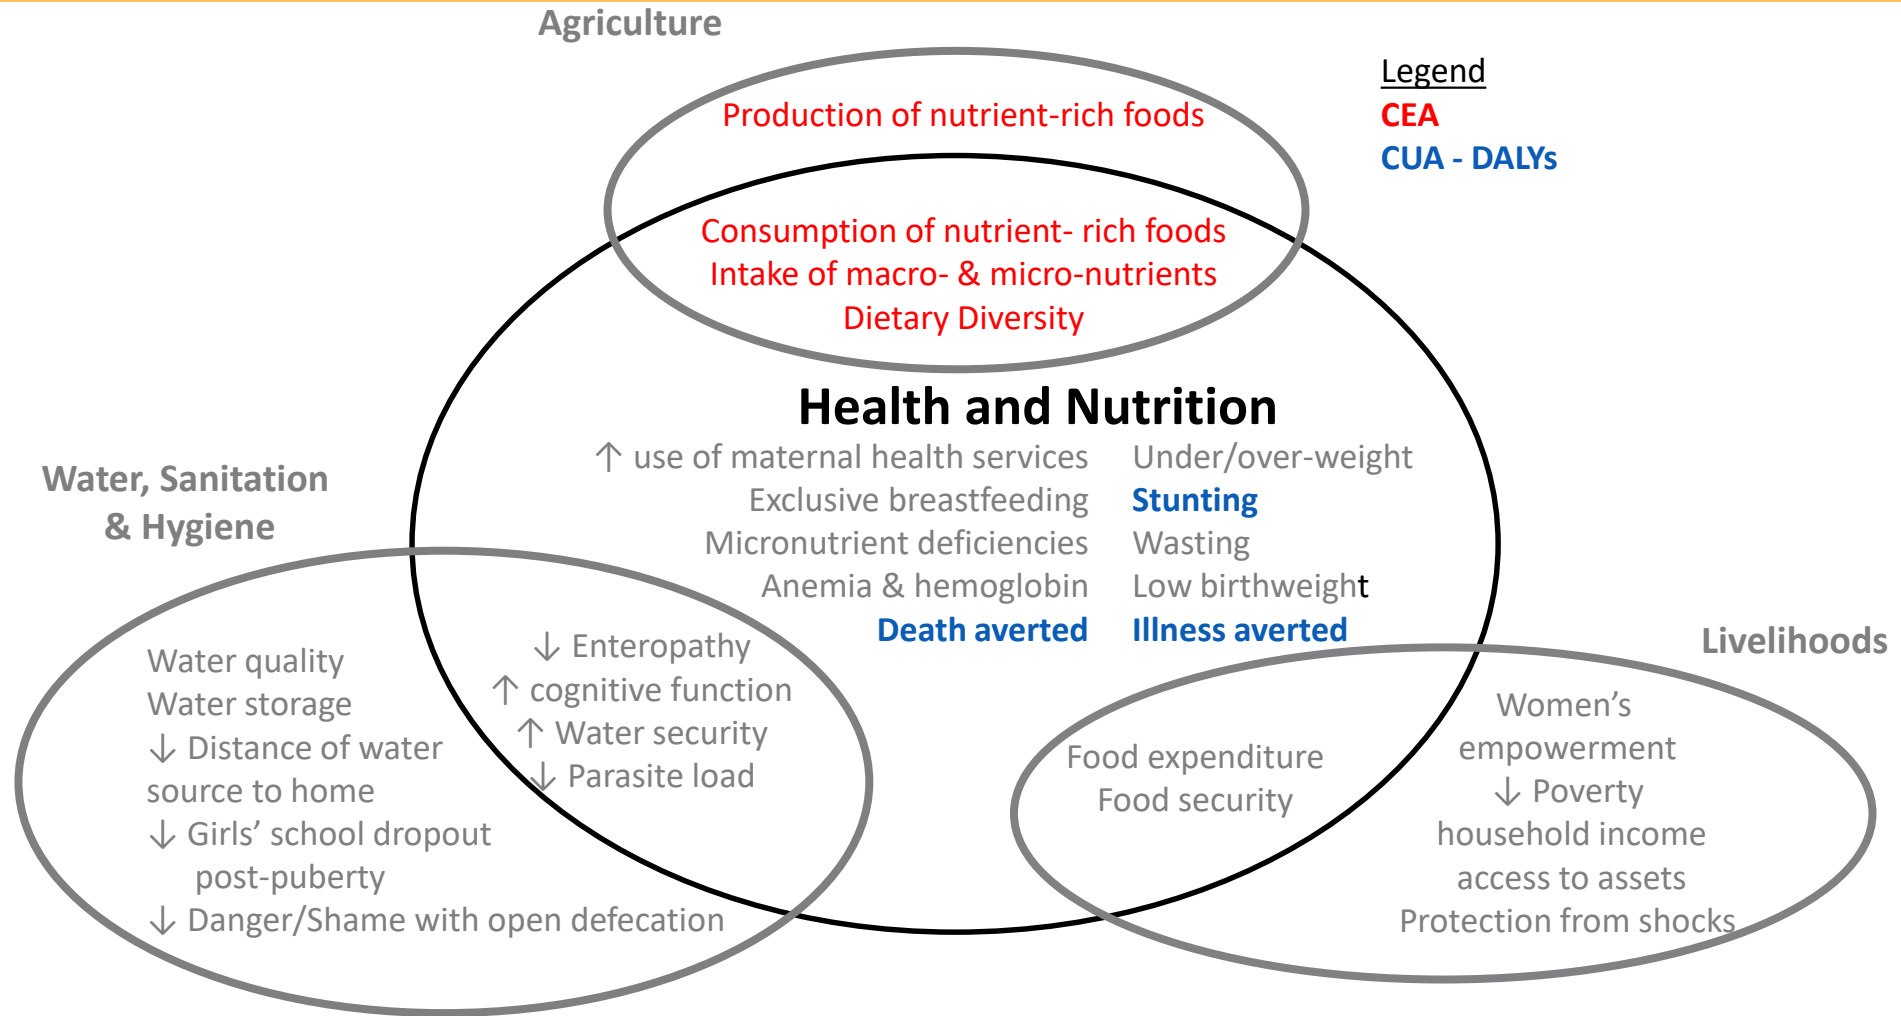 Agriculture
Legend
CEA
CUA - DALYs
Production of nutrient-rich foods
Consumption of nutrient- rich foods
Intake of macro- & micro-nutrients
Dietary Diversity
Health and Nutrition
↑ use of maternal health services
Exclusive breastfeeding
Micronutrient deficiencies
Anemia & hemoglobin
Death averted
Under/over-weight
Stunting
Wasting
Low birthweight
Illness averted
Water, Sanitation
& Hygiene
Water quality
Water storage
↓ Distance of water
source to home
↓ Girls’ school dropout
post-puberty
↓ Danger/Shame with open defecation
↓ Enteropathy
↑ cognitive function
↑ Water security
↓ Parasite load
Livelihoods
Food expenditure
Food security
Women’s
empowerment
↓ Poverty
household income
access to assets
Protection from shocks